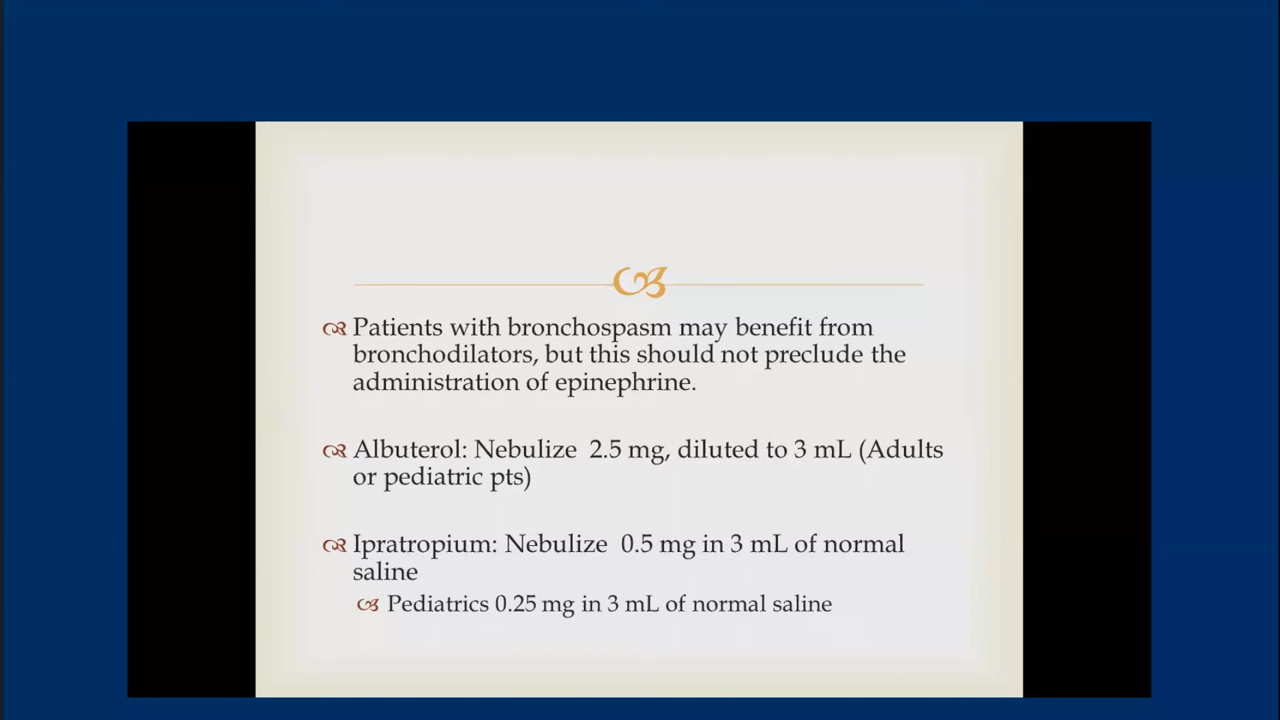 Patients with bronchospasm may benefit from
bronchodilators, but this should not preclude the
administration of epinephrine.
Albuterol: Nebulize 2.5 mg, diluted to 3 mL (Adults
or pediatric pts)
Ipratropium: Nebulize 0.5 mg in 3 mL of normal
saline
Pediatrics 0.25 mg in 3 mL of normal saline